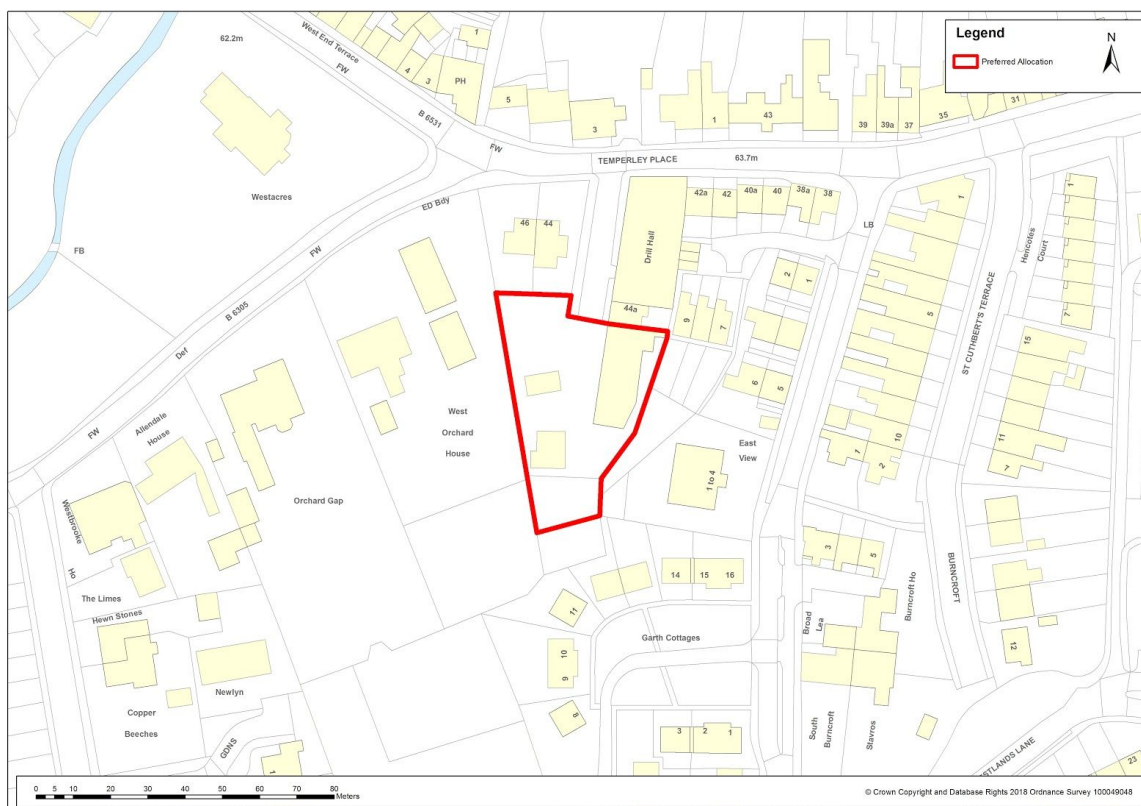 Legend
Preferred Allocation
N
62.2m
West End Terrace
FW
1
4
3
PH
5
B 6531
FW
3
1
43
39
39a
37
35
31
TEMPERLEY PLACE
63.7m
Westacres
FB
ED Bdy
FW
B 6305
Def
FW
46
44
42a
42
40a
40
38a
38
Drill Hall
44a
LB
1
2
1
9
7
6
5
5
ST CUTHBERT'S TERRACE
Hencotes
Court
1
7
15
11
7
10
1
2
West
Orchard
House
East
View
1 to 4
Allendale
House
Orchard Gap
Westbrooke
Ho
The Limes
Hewn Stones
Newlyn
Copper
Beeches
GDNS
1
14
15
16
11
10
9
8
Garth Cottages
3
2
1
3
5
Broad
Lea
Burncroft Ho
BURNCROFT
12
South
Burncroft
Stavros
STLANDS LANE
23
0 5 10 20 30 40 50 60 70 80
Meters
© Crown Copyright and Database Rights 2018 Ordnance Survey 100049048